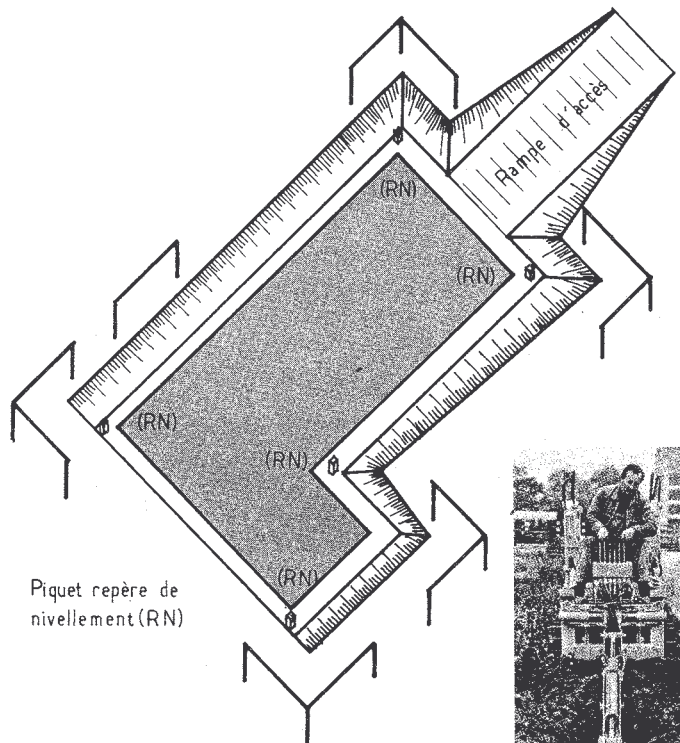 Rampe d'accès
(RN)
(RN)
(RN)
(RN)
(RN)
Piquet repère de
nivellement (RN)